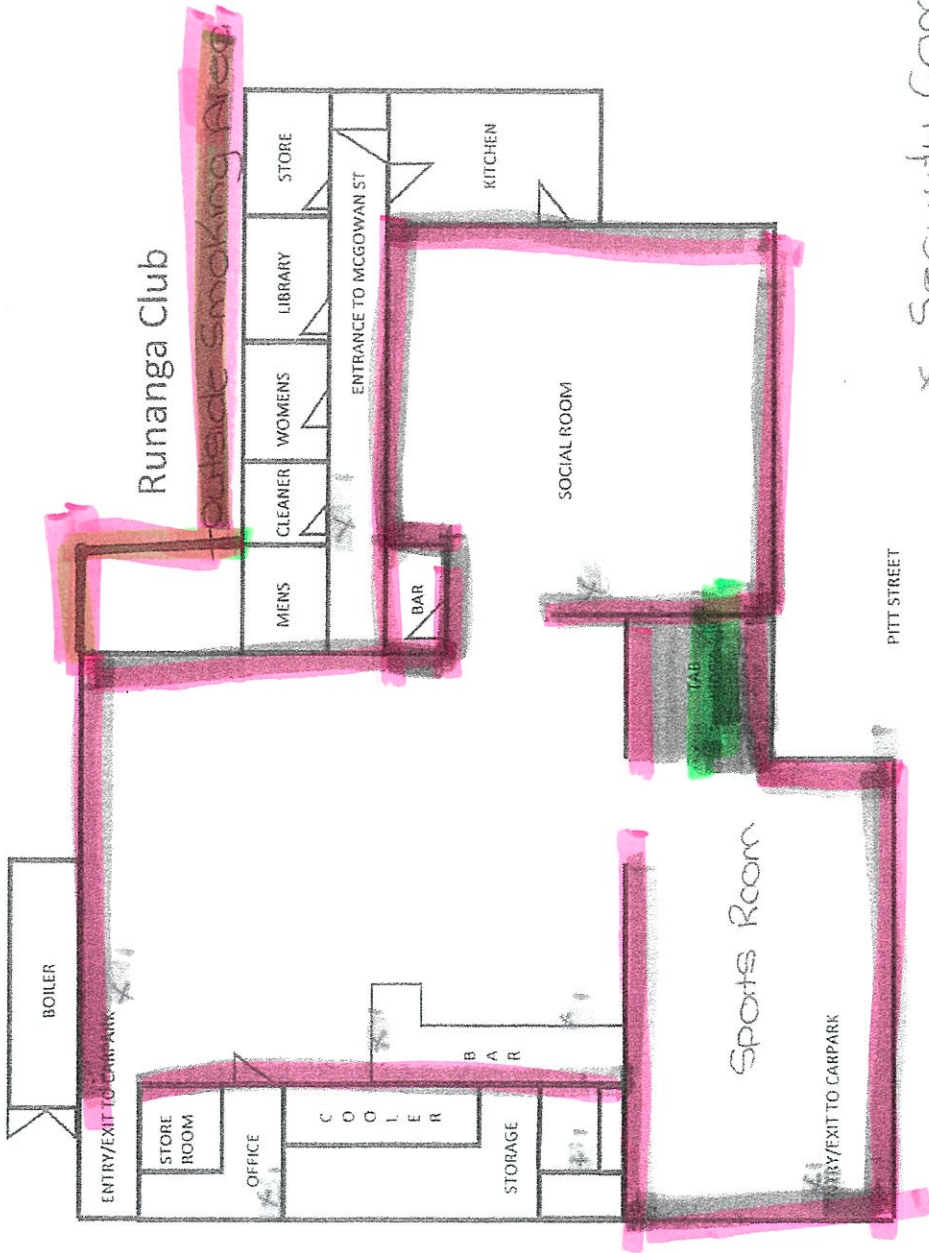 Runanga Club
outside smoking area
BOILER
ENTRY/EXIT TO CARPARK
STORE
ROOM
OFFICE
MENS
CLEANER
WOMENS
LIBRARY
STORE
ENTRANCE TO MCGOWAN ST
COOLER
BAR
BAR
KITCHEN
STORAGE
SOCIAL ROOM
TAB
Sports Room
ENTRY/EXIT TO CARPARK
PITT STREET
x Security